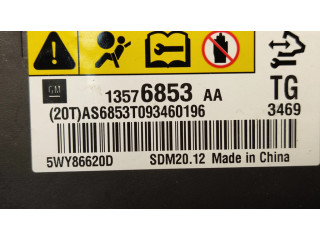 GM
13576853 AA TG
(20T)AS6853T093460196 3469
5WY86620D SDM20.12 Made in China